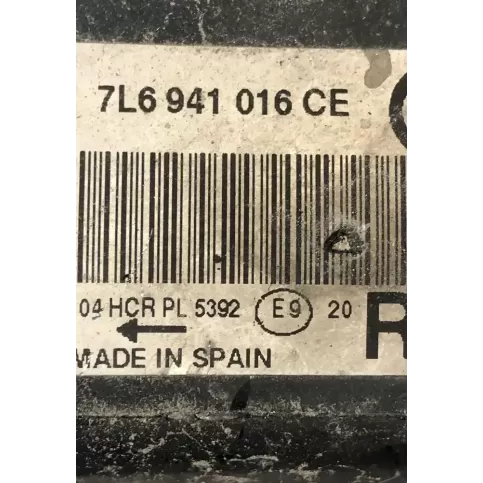 7L6 941 016 CE
04 HCR PL 5392 E9 20 R
MADE IN SPAIN